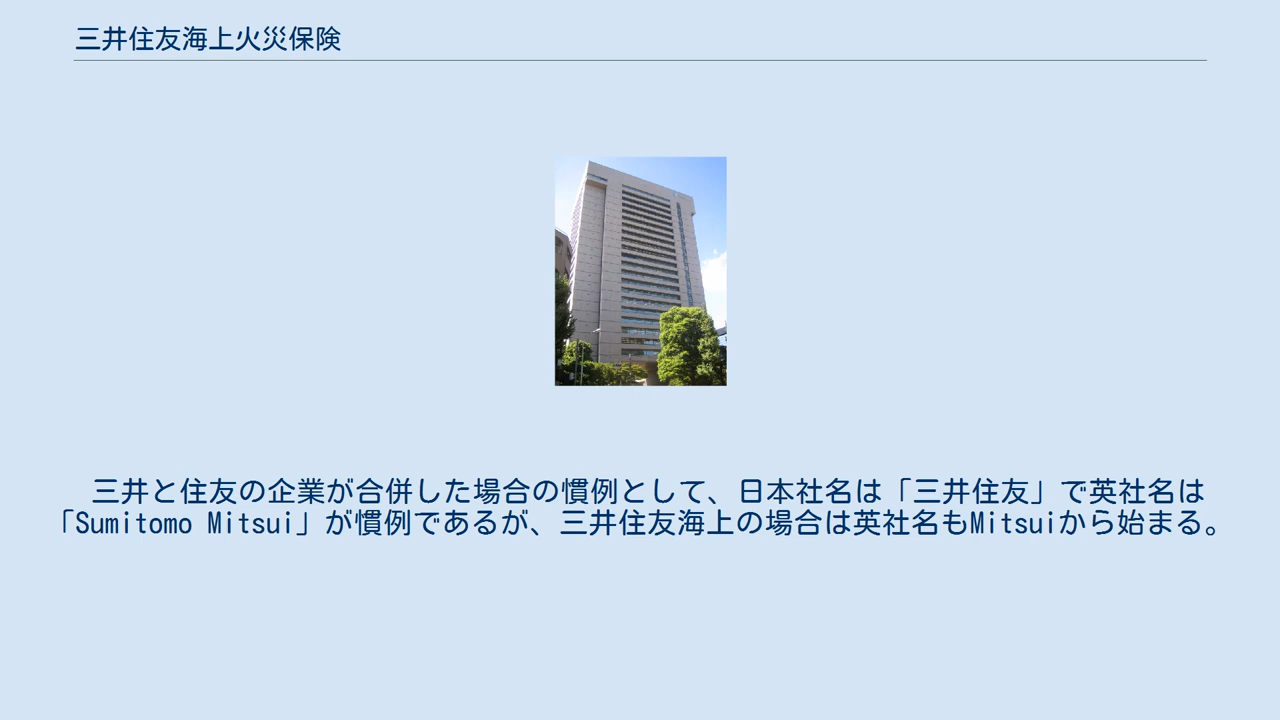 三井住友海上火災保険
三井と住友の企業が合併した場合の慣例として、日本社名は「三井住友」で英社名は
「Sumitomo Mitsui」が慣例であるが、三井住友海上の場合は英社名もMitsuiから始まる。